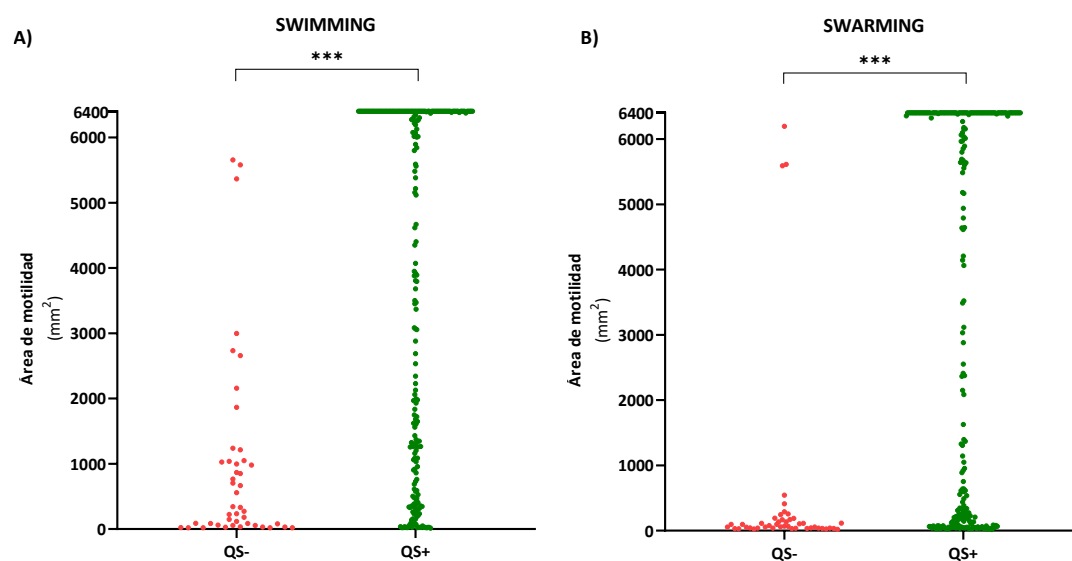 A)
SWIMMING
***
6400
6000
5000
4000
3000
2000
1000
0
Área de motilidad
(mm²)
QS-
QS+
B)
SWARMING
***
6400
6000
5000
4000
3000
2000
1000
0
Área de motilidad
(mm²)
QS-
QS+